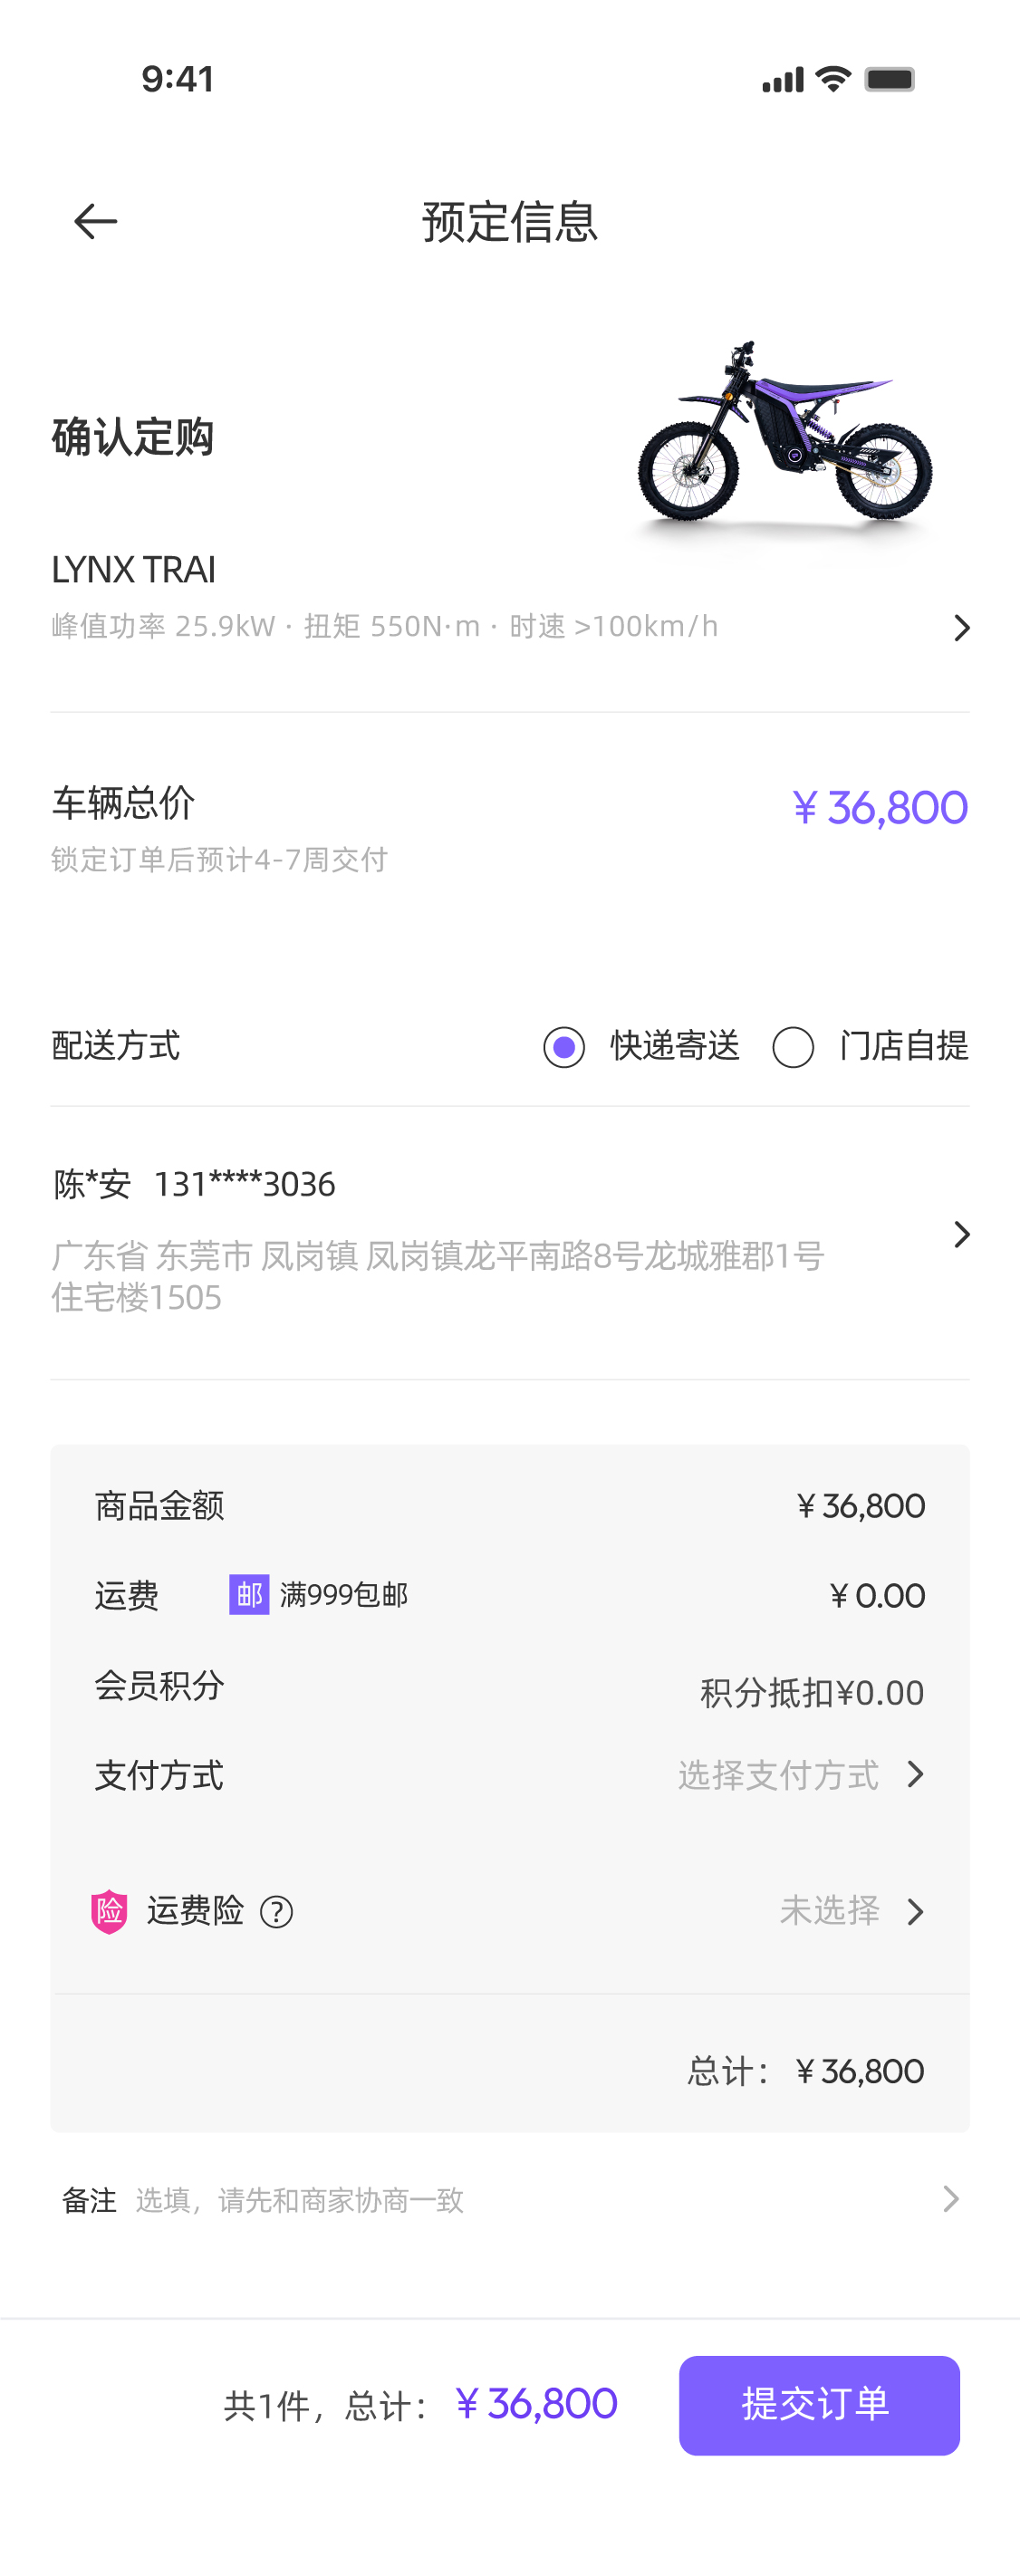 9:41
预定信息
确认定购
LYNX TRAI
峰值功率 25.9kW · 扭矩 550N·m · 时速 >100km/h
车辆总价 ¥ 36,800
锁定订单后预计4-7周交付
配送方式 快递寄送 门店自提
陈*安 131****3036
广东省 东莞市 凤岗镇 凤岗镇龙平南路8号龙城雅郡1号
住宅楼1505
商品金额 ¥ 36,800
运费 邮 满999包邮 ¥ 0.00
会员积分 积分抵扣¥0.00
支付方式 选择支付方式
险 运费险 ? 未选择
总计： ¥ 36,800
备注 选填，请先和商家协商一致
共1件，总计： ¥ 36,800 提交订单